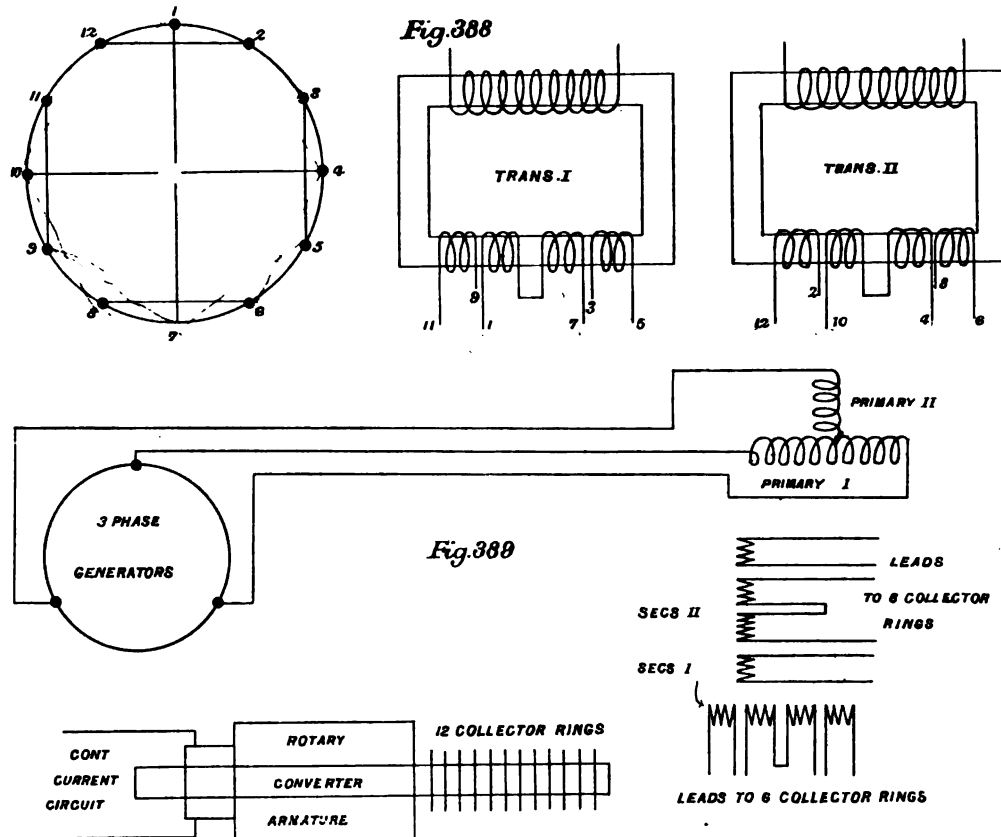 Fig. 388
1
12
2
11
3
10
4
9
5
8
6
7
TRANS. I
9
3
11
1
7
5
TRANS. II
2
8
12
10
4
6
PRIMARY II
PRIMARY I
3 PHASE
GENERATORS
Fig. 389
LEADS
TO 6 COLLECTOR
RINGS
SECS II
SECS I
12 COLLECTOR RINGS
CONT
CURRENT
CIRCUIT
ROTARY
CONVERTER
ARMATURE
LEADS TO 6 COLLECTOR RINGS